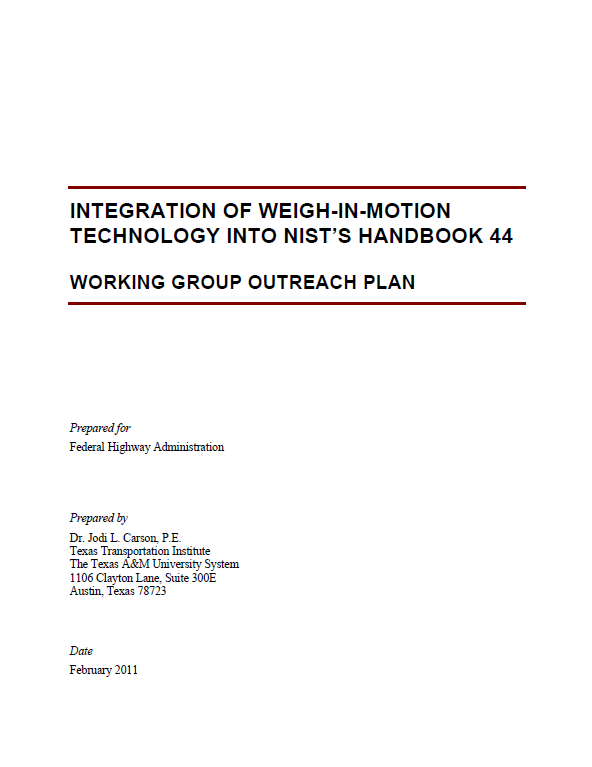 INTEGRATION OF WEIGH-IN-MOTION
TECHNOLOGY INTO NIST'S HANDBOOK 44
WORKING GROUP OUTREACH PLAN
Prepared for
Federal Highway Administration
Prepared by
Dr. Jodi L. Carson, P.E.
Texas Transportation Institute
The Texas A&M University System
1106 Clayton Lane, Suite 300E
Austin, Texas 78723
Date
February 2011